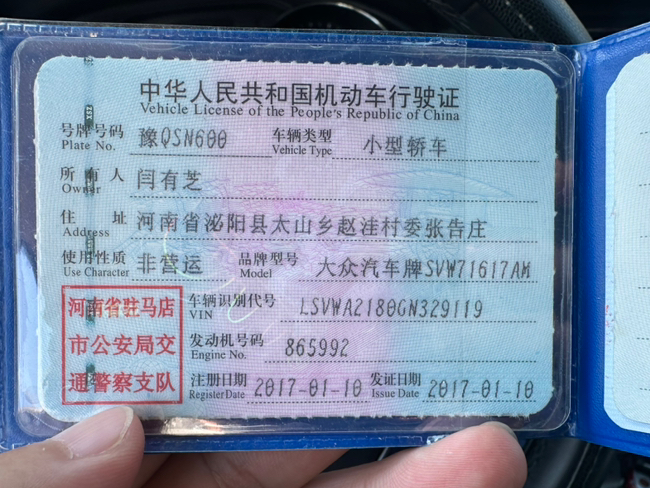 中华人民共和国机动车行驶证
Vehicle License of the People's Republic of China
号牌号码 豫QSN600 车辆类型 小型轿车
Plate No. Vehicle Type
所有人 闫有芝
Owner
住址 河南省泌阳县太山乡赵洼村委张告庄
Address
使用性质 非营运 品牌型号 大众汽车牌SVW71617AM
Use Character Model
河南省驻马店
市公安局交
通警察支队
车辆识别代号 LSVWA2180GN329119
VIN
发动机号码 865992
Engine No.
注册日期 2017-01-10 发证日期 2017-01-10
Register Date Issue Date